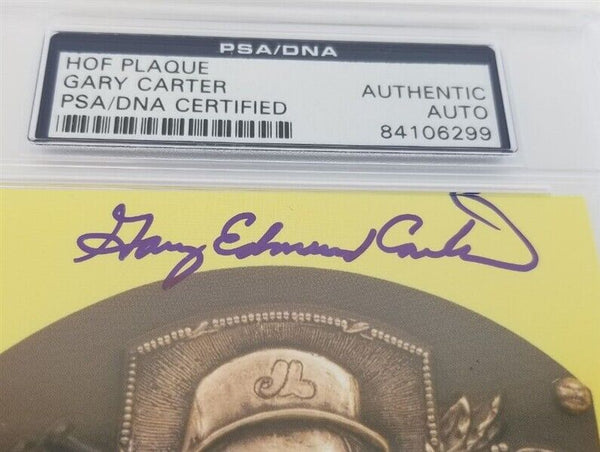 PSA/DNA
HOF PLAQUE
GARY CARTER
PSA/DNA CERTIFIED
AUTHENTIC
AUTO
84106299
Gary Edmund Carter